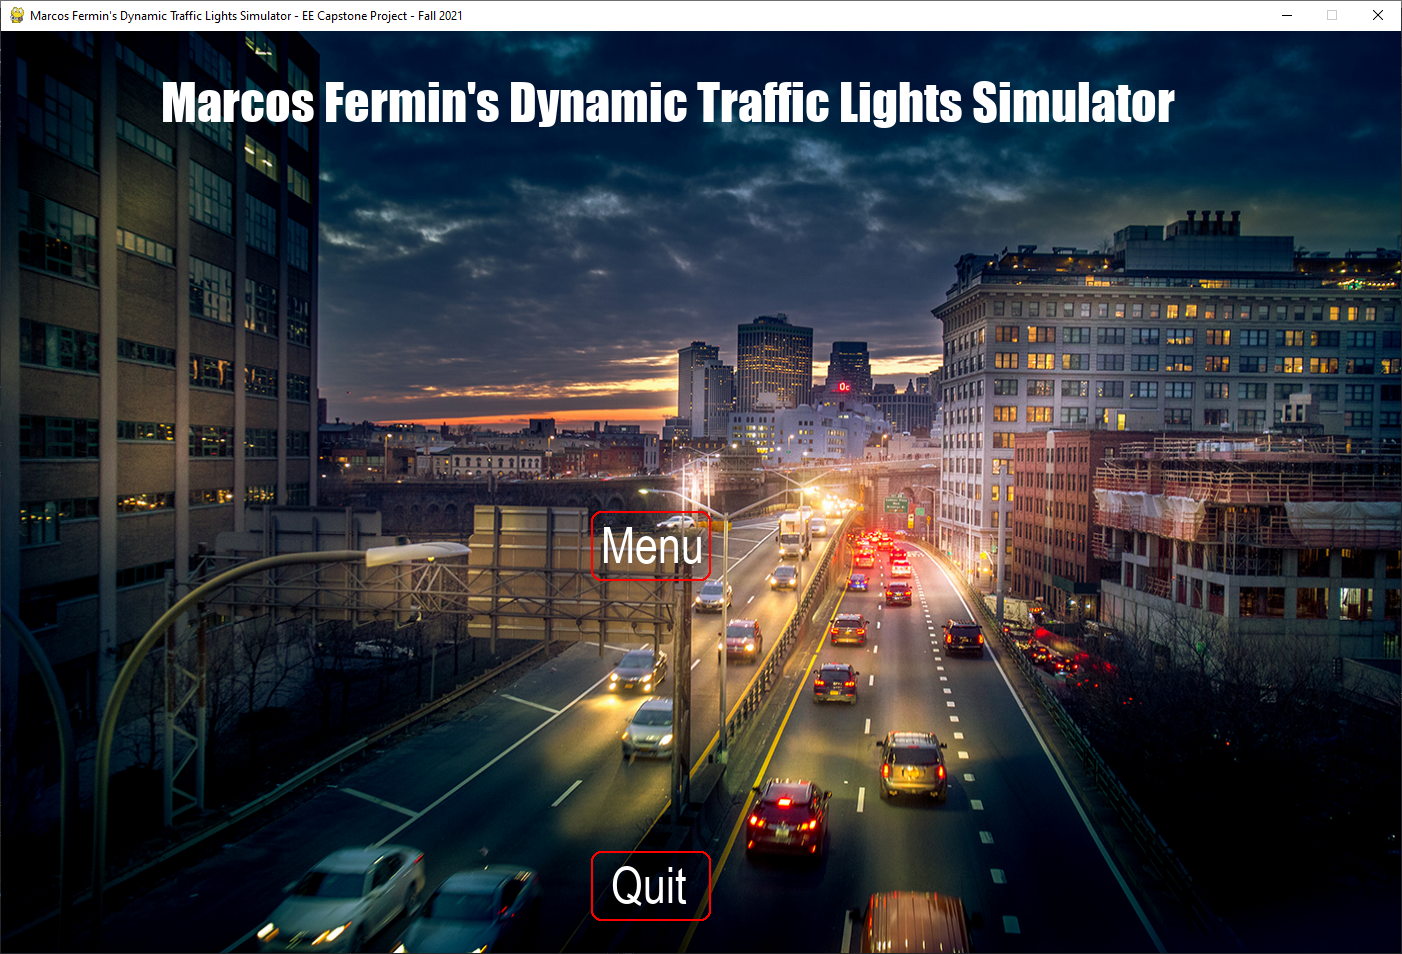 Marcos Fermin's Dynamic Traffic Lights Simulator - EE Capstone Project - Fall 2021
Marcos Fermin's Dynamic Traffic Lights Simulator
Oc
Menu
Quit